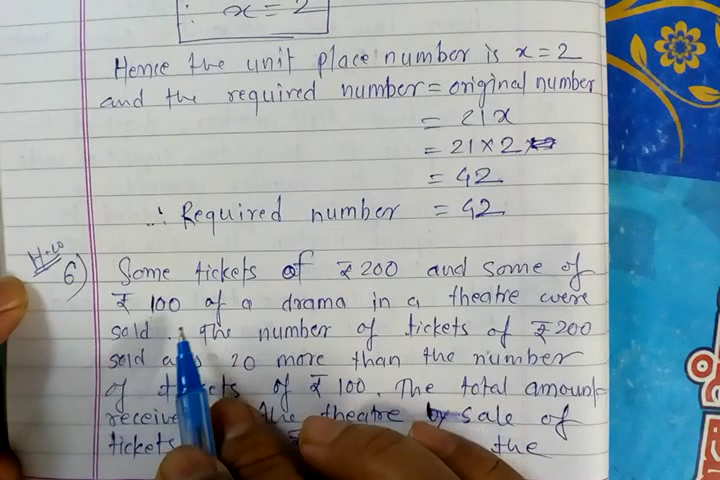 ∴ x = 2
Hence the unit place number is x = 2
and the required number = original number
= 21x
= 21 × 2
= 42
∴ Required number = 42
H.W
6) Some tickets of ₹ 200 and some of
₹ 100 of a drama in a theatre were
sold. The number of tickets of ₹ 200
sold 20 more than the number
of of ₹ 100. The total amount
the theatre by sale of
tickets the